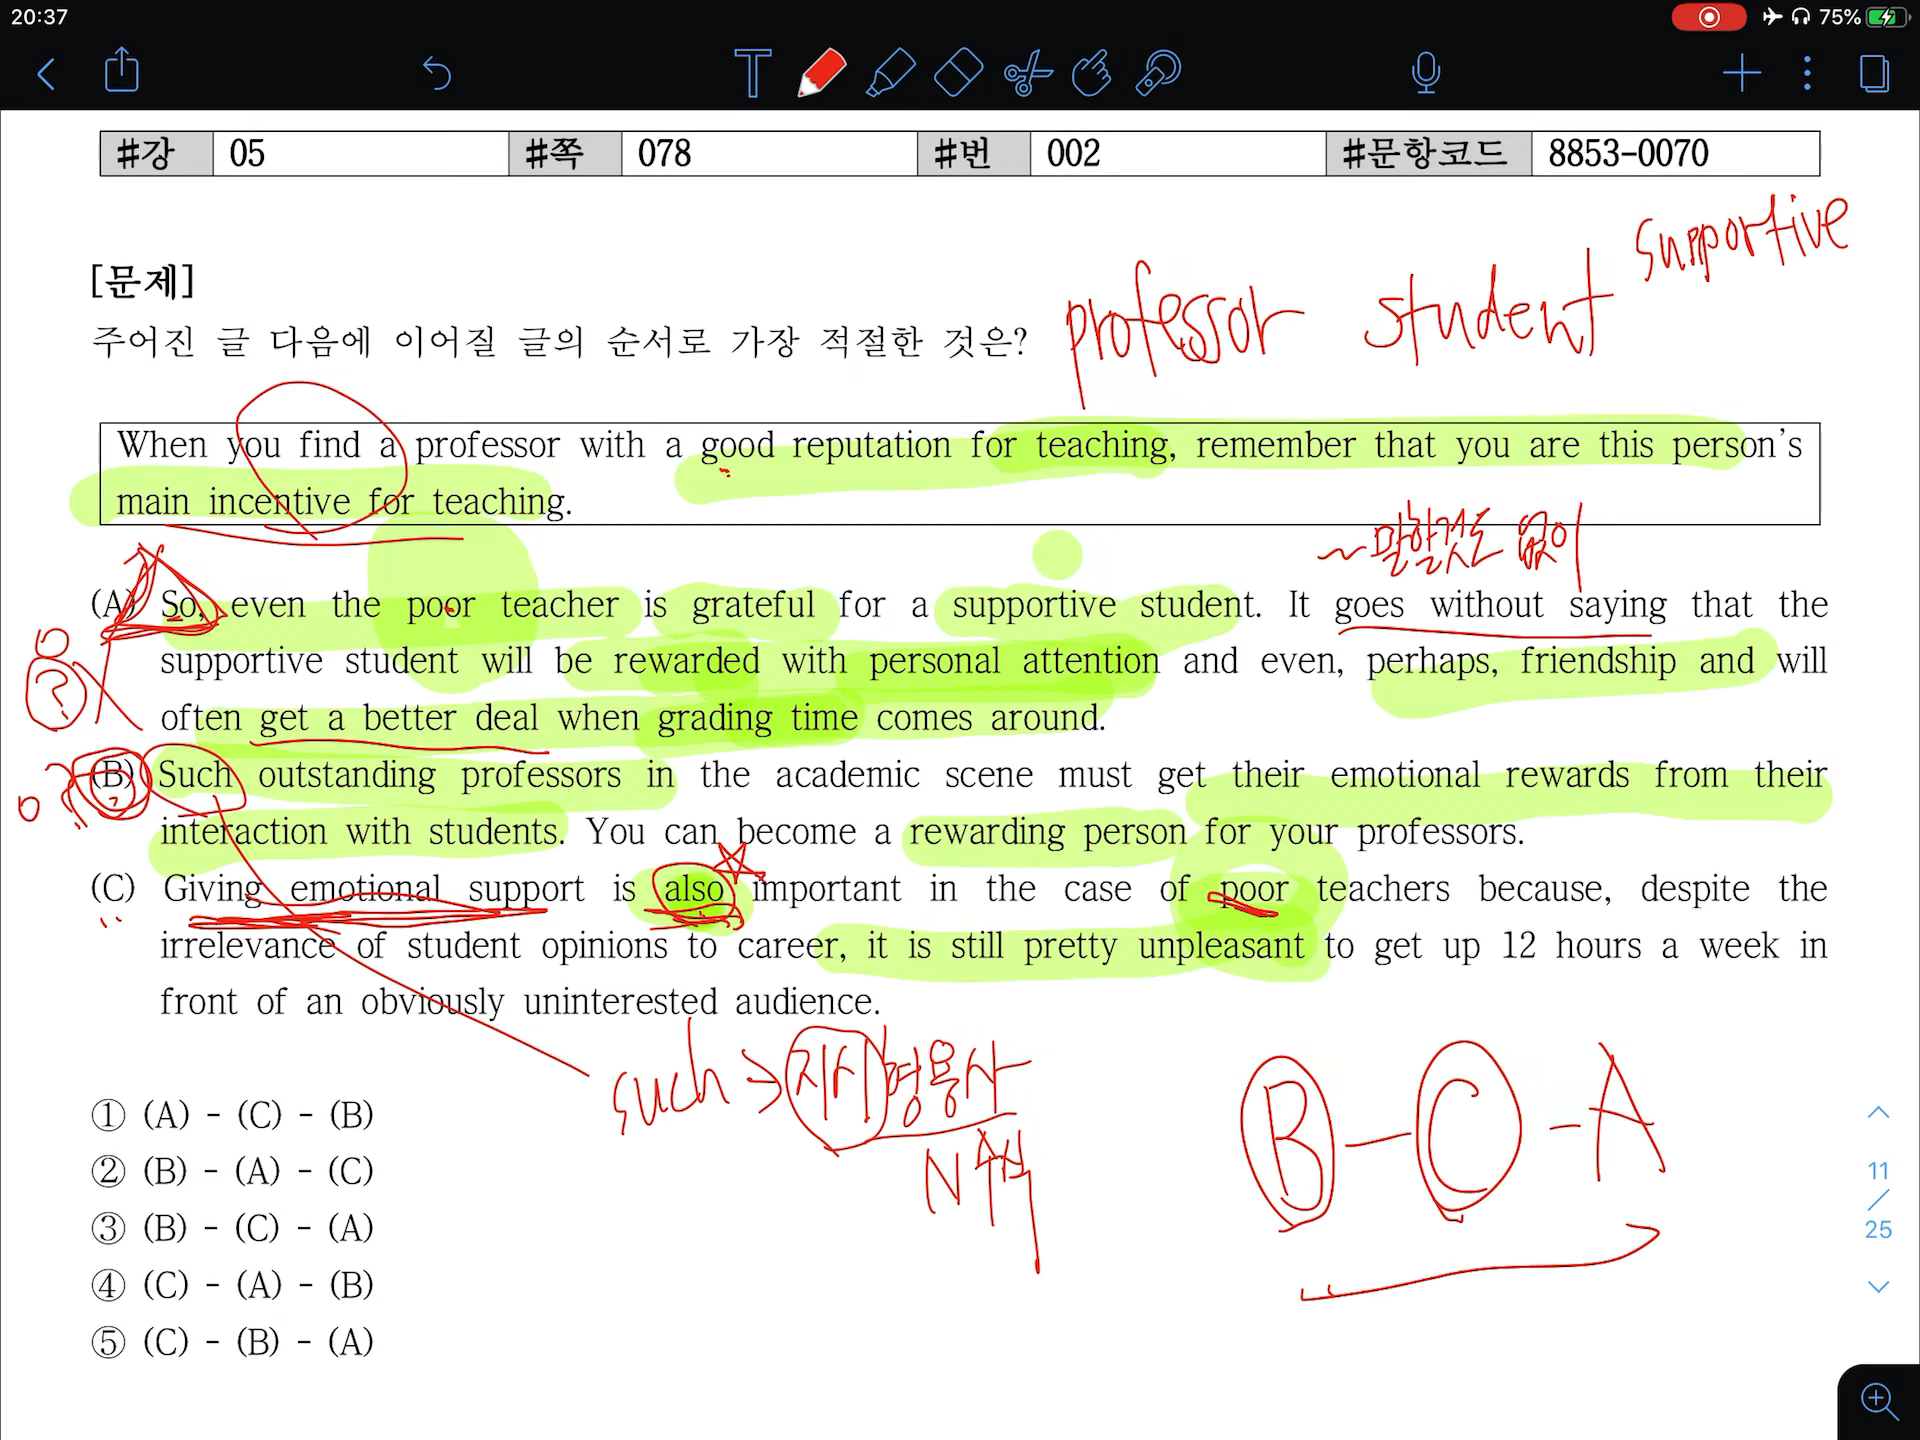 20:37
75%
#강 05 #쪽 078 #번 002 #문항코드 8853-0070
supportive
[문제]
professor student
주어진 글 다음에 이어질 글의 순서로 가장 적절한 것은?
When you find a professor with a good reputation for teaching, remember that you are this person's
main incentive for teaching.
~말할것도 없이
(A) So, even the poor teacher is grateful for a supportive student. It goes without saying that the
supportive student will be rewarded with personal attention and even, perhaps, friendship and will
often get a better deal when grading time comes around.
(B) Such outstanding professors in the academic scene must get their emotional rewards from their
interaction with students. You can become a rewarding person for your professors.
(C) Giving emotional support is also important in the case of poor teachers because, despite the
irrelevance of student opinions to career, it is still pretty unpleasant to get up 12 hours a week in
front of an obviously uninterested audience.
such → 지시형용사
N 수식
B - C - A
① (A) - (C) - (B)
② (B) - (A) - (C)
③ (B) - (C) - (A)
④ (C) - (A) - (B)
⑤ (C) - (B) - (A)
11
/
25